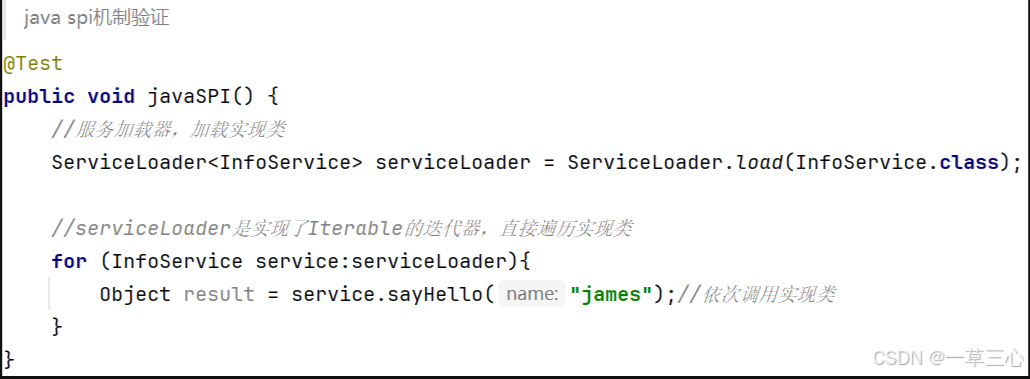 java spi机制验证
@Test
public void javaSPI() {
//服务加载器，加载实现类
ServiceLoader<InfoService> serviceLoader = ServiceLoader.load(InfoService.class);
//serviceLoader是实现了Iterable的迭代器，直接遍历实现类
for (InfoService service:serviceLoader){
Object result = service.sayHello( name: "james");//依次调用实现类
}
}
CSDN @一草三心